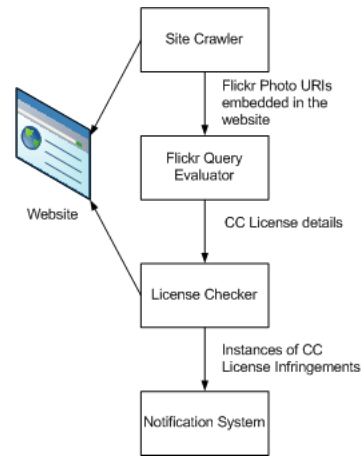 Site Crawler
Flickr Photo URIs
embedded in the
website
Flickr Query
Evaluator
Website
CC License details
License Checker
Instances of CC
License Infringements
Notification System